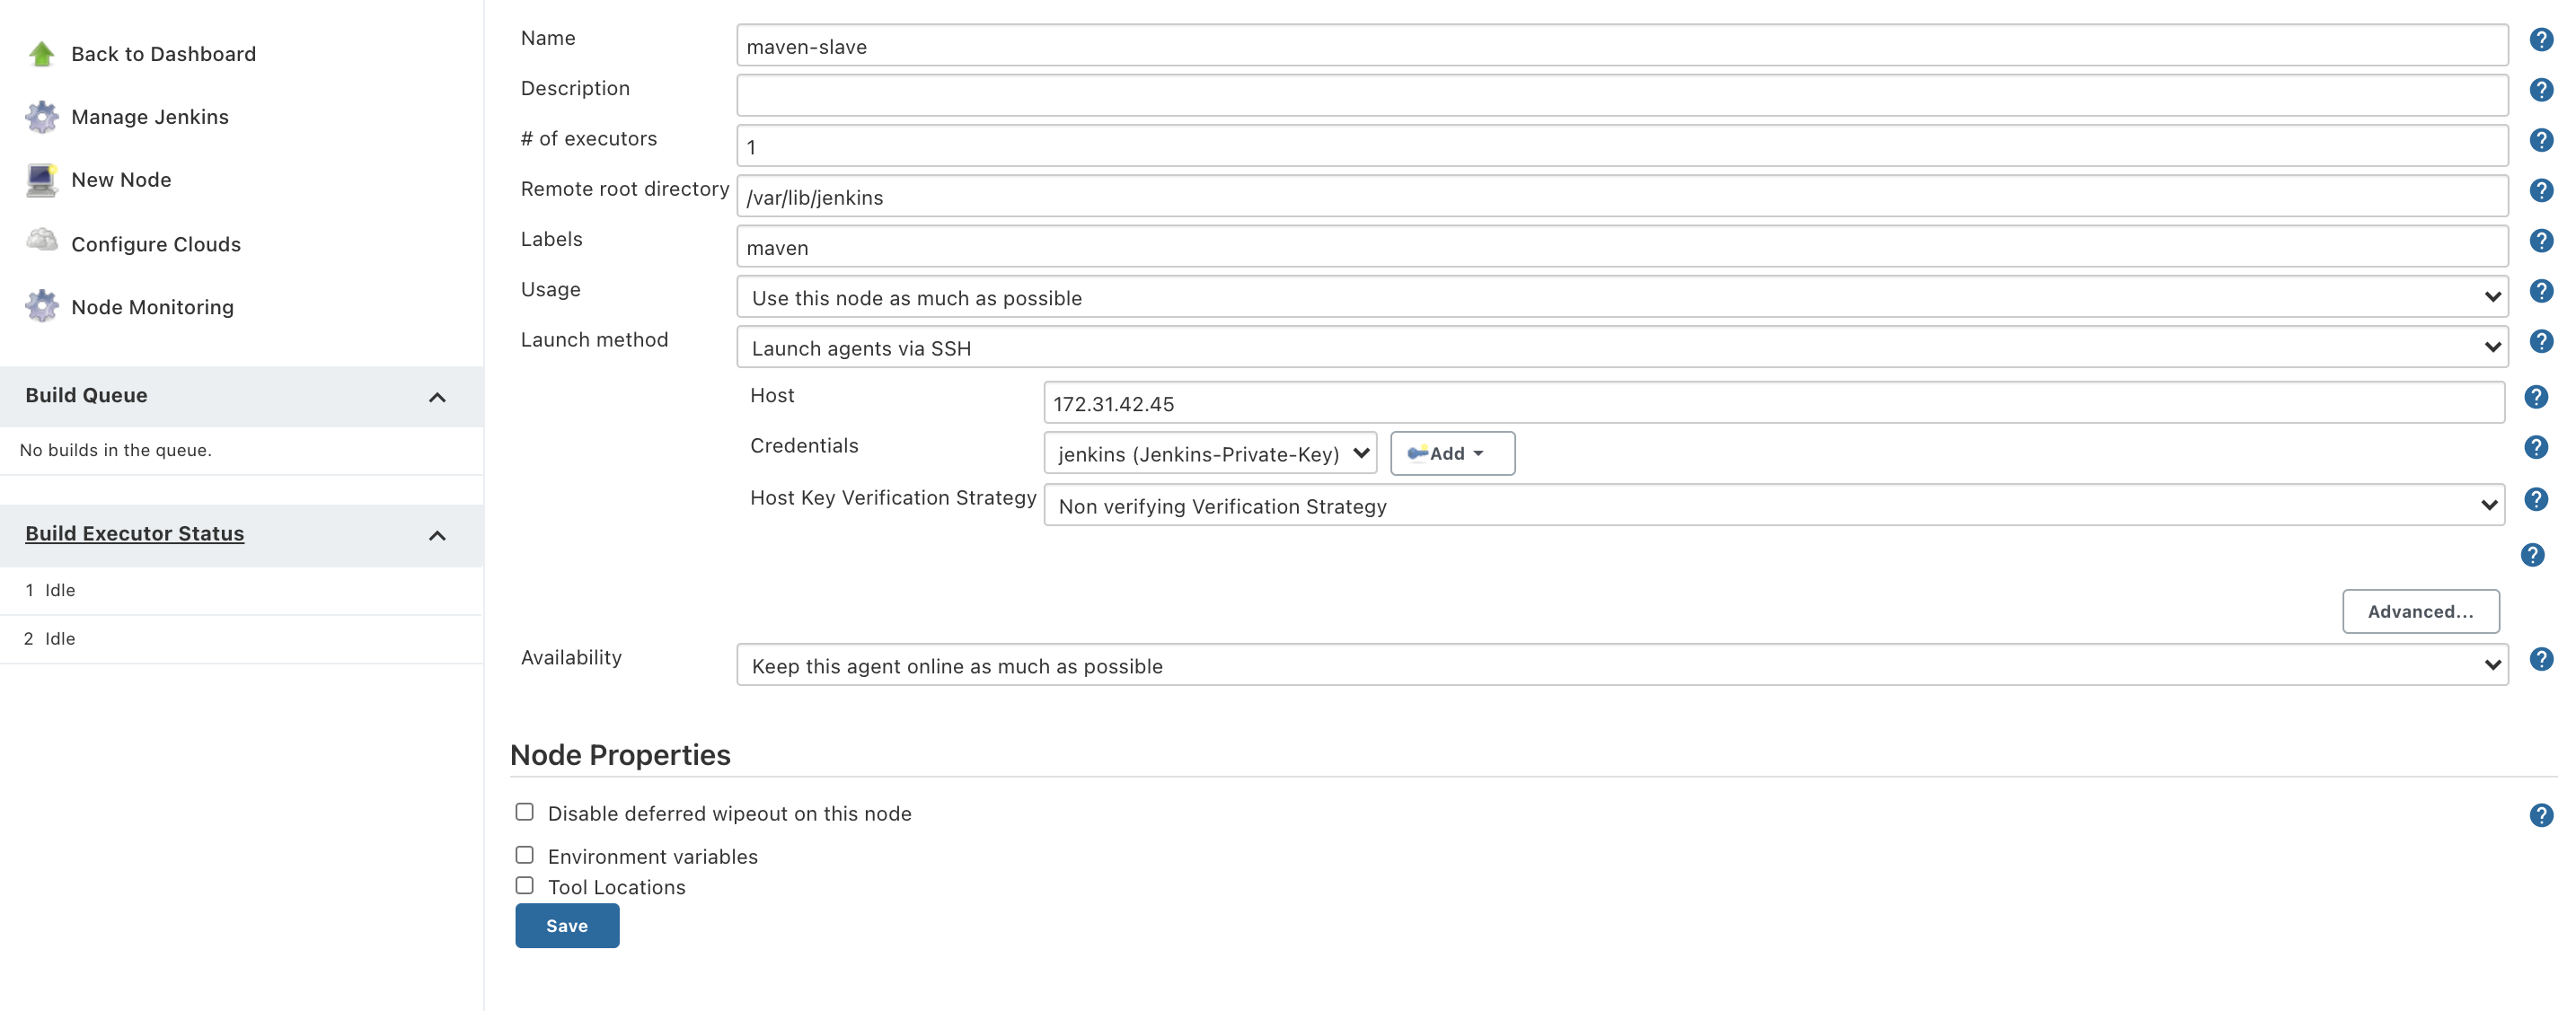 Back to Dashboard
Manage Jenkins
New Node
Configure Clouds
Node Monitoring
Build Queue
No builds in the queue.
Build Executor Status
1 Idle
2 Idle
Name maven-slave
Description
# of executors 1
Remote root directory /var/lib/jenkins
Labels maven
Usage Use this node as much as possible
Launch method Launch agents via SSH
Host 172.31.42.45
Credentials jenkins (Jenkins-Private-Key) Add
Host Key Verification Strategy Non verifying Verification Strategy
Advanced...
Availability Keep this agent online as much as possible
Node Properties
Disable deferred wipeout on this node
Environment variables
Tool Locations
Save